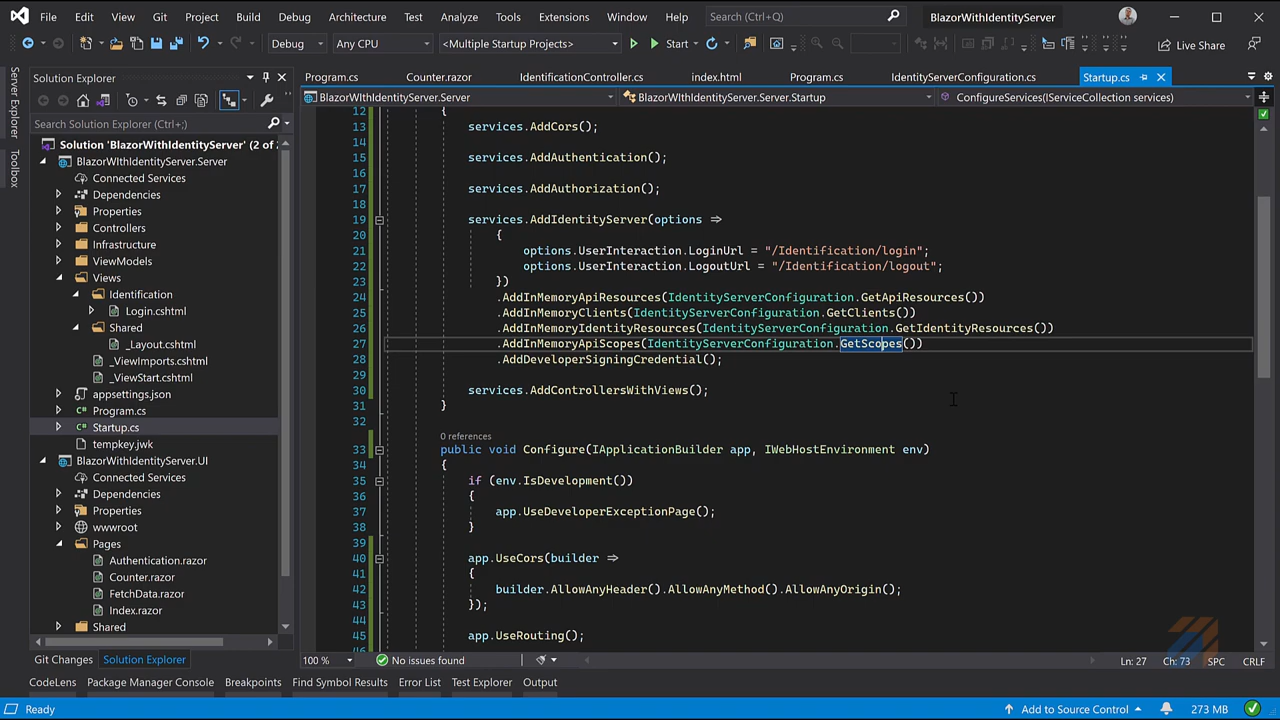 File Edit View Git Project Build Debug Architecture Test Analyze Tools Extensions Window Help Search (Ctrl+Q) BlazorWIthIdentityServer
Debug Any CPU <Multiple Startup Projects> Start Live Share
Server Explorer
Toolbox
Solution Explorer
Search Solution Explorer (Ctrl+;)
Solution 'BlazorWIthIdentityServer' (2 of 2
BlazorWIthIdentityServer.Server
Connected Services
Dependencies
Properties
Controllers
Infrastructure
ViewModels
Views
Identification
Login.cshtml
Shared
_Layout.cshtml
_ViewImports.cshtml
_ViewStart.cshtml
appsettings.json
Program.cs
Startup.cs
tempkey.jwk
BlazorWIthIdentityServer.UI
Connected Services
Dependencies
Properties
wwwroot
Pages
Authentication.razor
Counter.razor
FetchData.razor
Index.razor
Shared
Git Changes Solution Explorer
Program.cs Counter.razor IdentificationController.cs index.html Program.cs IdentityServerConfiguration.cs Startup.cs
BlazorWIthIdentityServer.Server BlazorWIthIdentityServer.Server.Startup ConfigureServices(IServiceCollection services)
12 {
13 services.AddCors();
14
15 services.AddAuthentication();
16
17 services.AddAuthorization();
18
19 services.AddIdentityServer(options =>
20 {
21 options.UserInteraction.LoginUrl = "/Identification/login";
22 options.UserInteraction.LogoutUrl = "/Identification/logout";
23 })
24 .AddInMemoryApiResources(IdentityServerConfiguration.GetApiResources())
25 .AddInMemoryClients(IdentityServerConfiguration.GetClients())
26 .AddInMemoryIdentityResources(IdentityServerConfiguration.GetIdentityResources())
27 .AddInMemoryApiScopes(IdentityServerConfiguration.GetScopes())
28 .AddDeveloperSigningCredential();
29
30 services.AddControllersWithViews();
31 }
32
0 references
33 public void Configure(IApplicationBuilder app, IWebHostEnvironment env)
34 {
35 if (env.IsDevelopment())
36 {
37 app.UseDeveloperExceptionPage();
38 }
39
40 app.UseCors(builder =>
41 {
42 builder.AllowAnyHeader().AllowAnyMethod().AllowAnyOrigin();
43 });
44
45 app.UseRouting();
100 % No issues found Ln: 27 Ch: 73 SPC CRLF
CodeLens Package Manager Console Breakpoints Find Symbol Results Error List Test Explorer Output
Ready Add to Source Control 273 MB